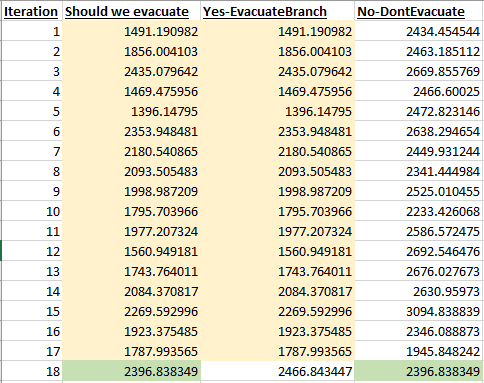 Iteration Should we evacuate Yes-EvacuateBranch No-DontEvacuate
1 1491.190982 1491.190982 2434.454544
2 1856.004103 1856.004103 2463.185112
3 2435.079642 2435.079642 2669.855769
4 1469.475956 1469.475956 2466.60025
5 1396.14795 1396.14795 2472.823146
6 2353.948481 2353.948481 2638.294654
7 2180.540865 2180.540865 2449.931244
8 2093.505483 2093.505483 2341.444984
9 1998.987209 1998.987209 2525.010455
10 1795.703966 1795.703966 2233.426068
11 1977.207324 1977.207324 2586.572475
12 1560.949181 1560.949181 2692.546476
13 1743.764011 1743.764011 2676.027673
14 2084.370817 2084.370817 2630.95973
15 2269.592996 2269.592996 3094.838839
16 1923.375485 1923.375485 2346.088873
17 1787.993565 1787.993565 1945.848242
18 2396.838349 2466.843447 2396.838349